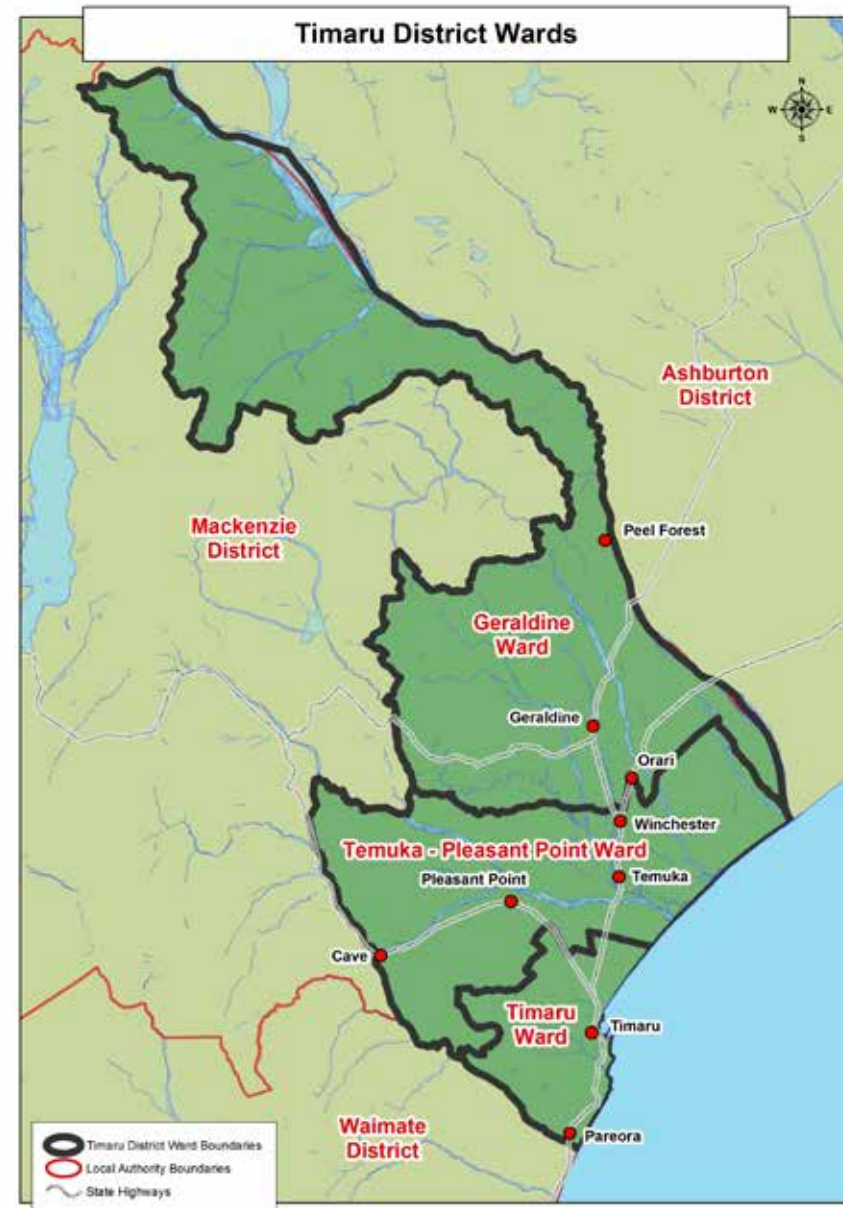 Timaru District Wards
N
W E
S
Ashburton
District
Mackenzie
District
Peel Forest
Geraldine
Ward
Geraldine
Orari
Winchester
Temuka - Pleasant Point Ward
Pleasant Point
Temuka
Cave
Timaru
Ward
Timaru
Waimate
District
Pareora
Timaru District Ward Boundaries
Local Authority Boundaries
State Highways